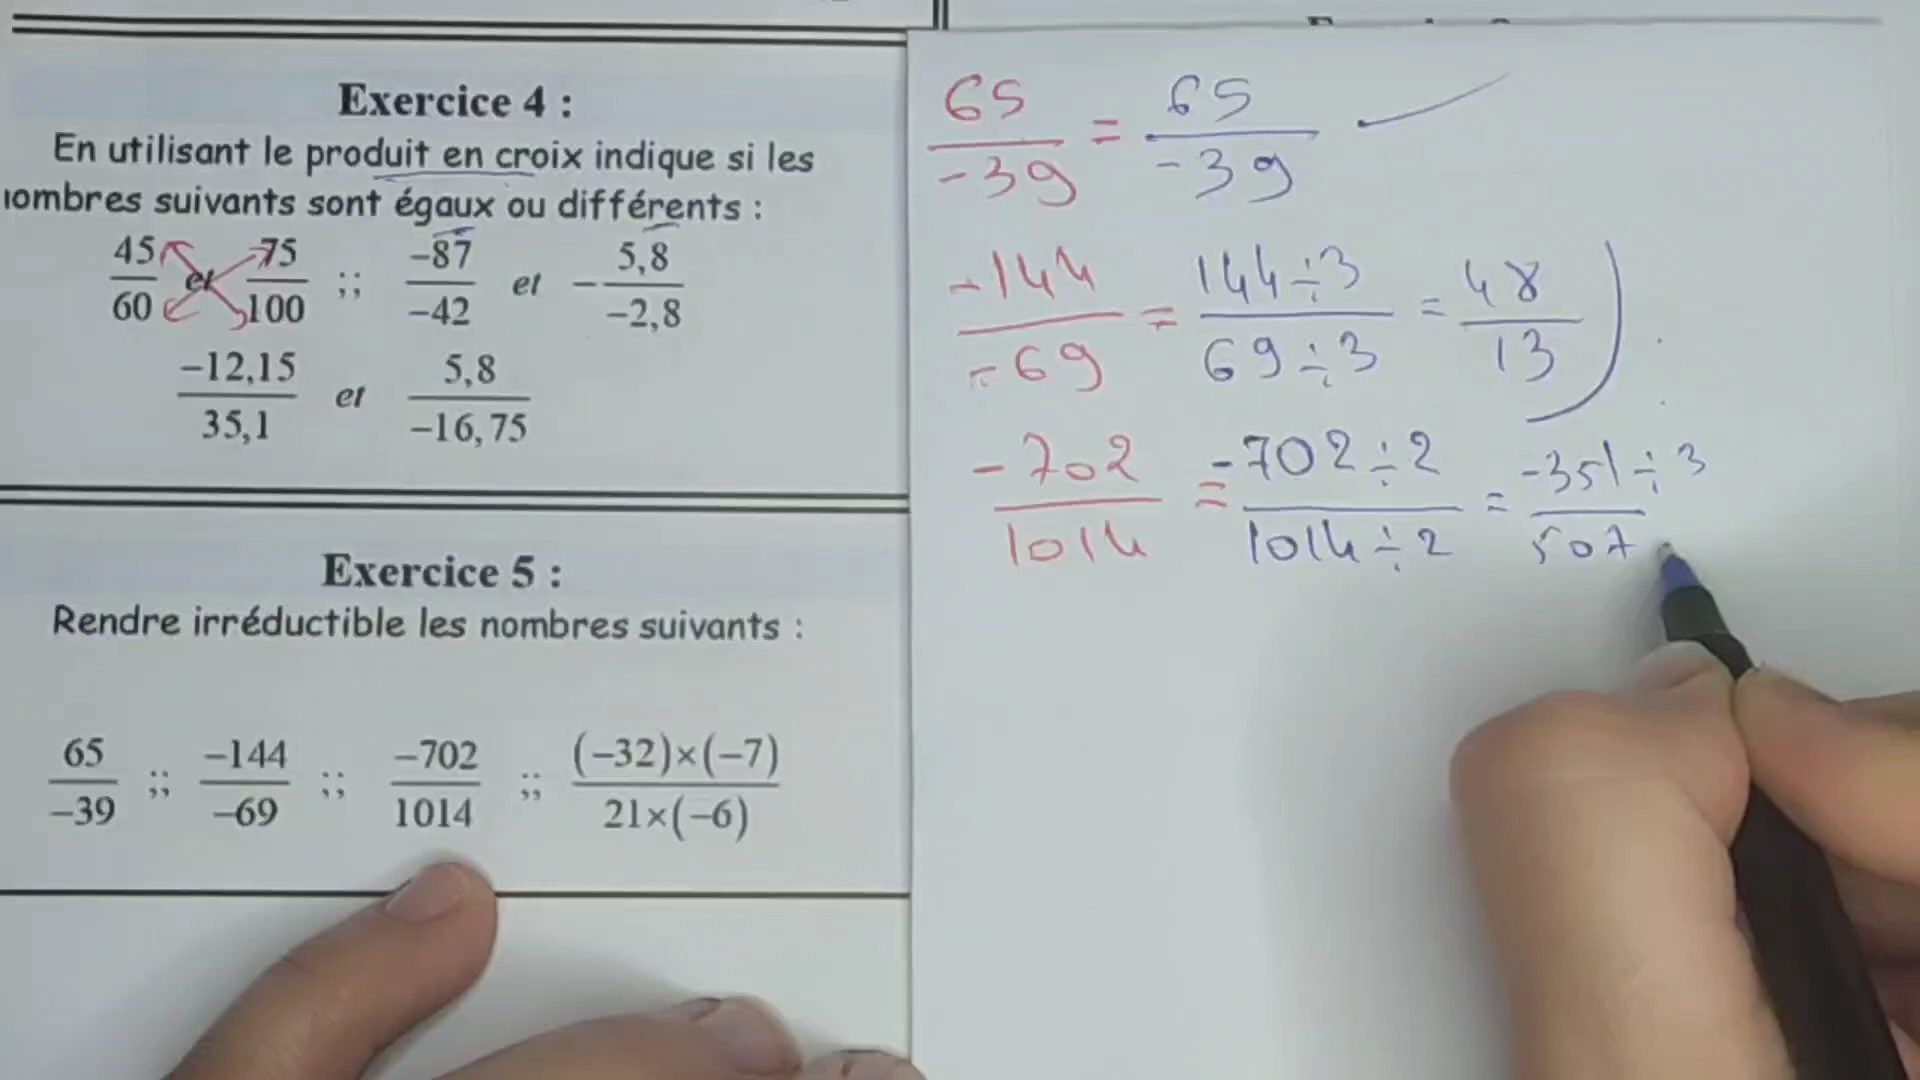 Exercice 4 :
En utilisant le produit en croix indique si les
nombres suivants sont égaux ou différents :
45/60 et 75/100 ;; -87/-42 et -5,8/-2,8
-12,15/35,1 et 5,8/-16,75
Exercice 5 :
Rendre irréductible les nombres suivants :
65/-39 ;; -144/-69 ;; -702/1014 ;; (-32)×(-7)/21×(-6)
65/-39 = 65/-39
-144/-69 = 144÷3/69÷3 = 48/13
-702/1014 = -702÷2/1014÷2 = -351÷3/507